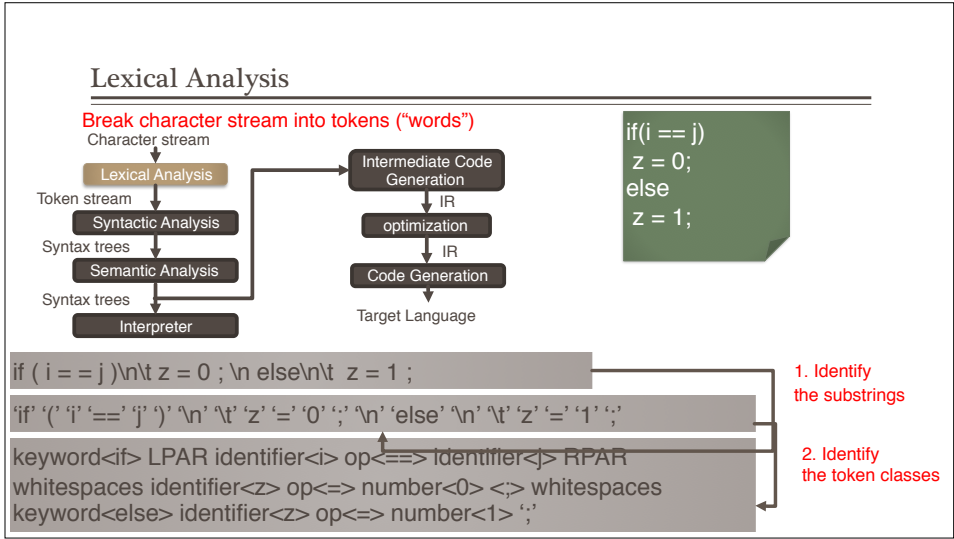 Lexical Analysis
Break character stream into tokens (“words”)
Character stream
Lexical Analysis
Token stream
Syntactic Analysis
Syntax trees
Semantic Analysis
Syntax trees
Interpreter
Intermediate Code
Generation
IR
optimization
IR
Code Generation
Target Language
if(i == j)
z = 0;
else
z = 1;
if ( i = = j )\n\t z = 0 ; \n else\n\t z = 1 ;
‘if’ ‘(’ ‘i’ ‘==’ ‘j’ ‘)’ ‘\n’ ‘\t’ ‘z’ ‘=’ ‘0’ ‘;’ ‘\n’ ‘else’ ‘\n’ ‘\t’ ‘z’ ‘=’ ‘1’ ‘;’
keyword<if> LPAR identifier<i> op<==> identifier<j> RPAR
whitespaces identifier<z> op<=> number<0> <;> whitespaces
keyword<else> identifier<z> op<=> number<1> ‘;’
1. Identify
the substrings
2. Identify
the token classes